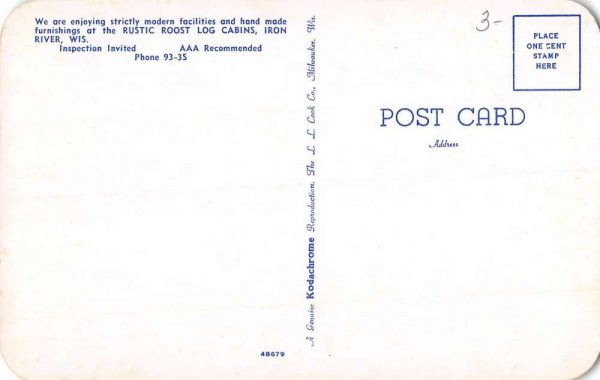 We are enjoying strictly modern facilities and hand made
furnishings at the RUSTIC ROOST LOG CABINS, IRON
RIVER, WIS.
Inspection Invited AAA Recommended
Phone 93-3S
A Genuine Kodachrome Reproduction. The L. L. Cook Co., Milwaukee, Wis.
48679
3-
PLACE
ONE CENT
STAMP
HERE
POST CARD
Address